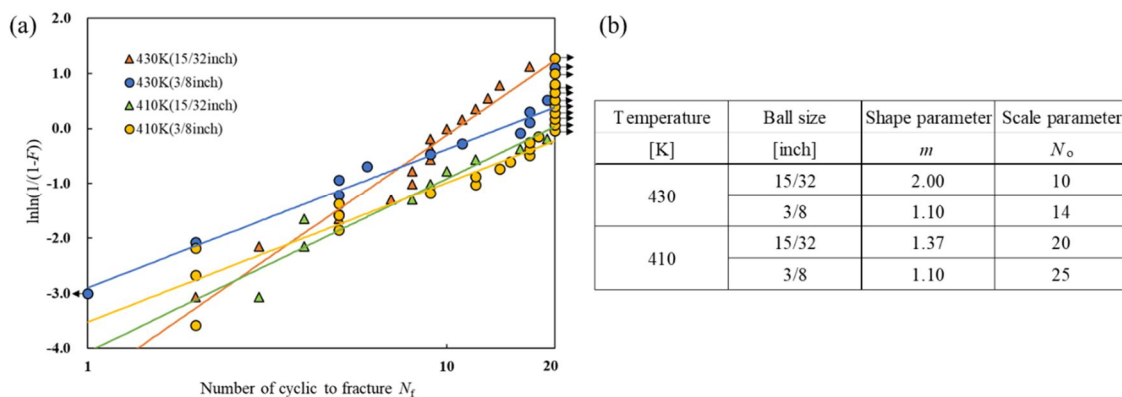 (a)
2.0
1.0
0.0
-1.0
-2.0
-3.0
-4.0
lnln(1/(1-F))
430K(15/32inch)
430K(3/8inch)
410K(15/32inch)
410K(3/8inch)
1 10 20
Number of cyclic to fracture Nf
(b)
Temperature Ball size Shape parameter Scale parameter
[K] [inch] m No
430 15/32 2.00 10
3/8 1.10 14
410 15/32 1.37 20
3/8 1.10 25